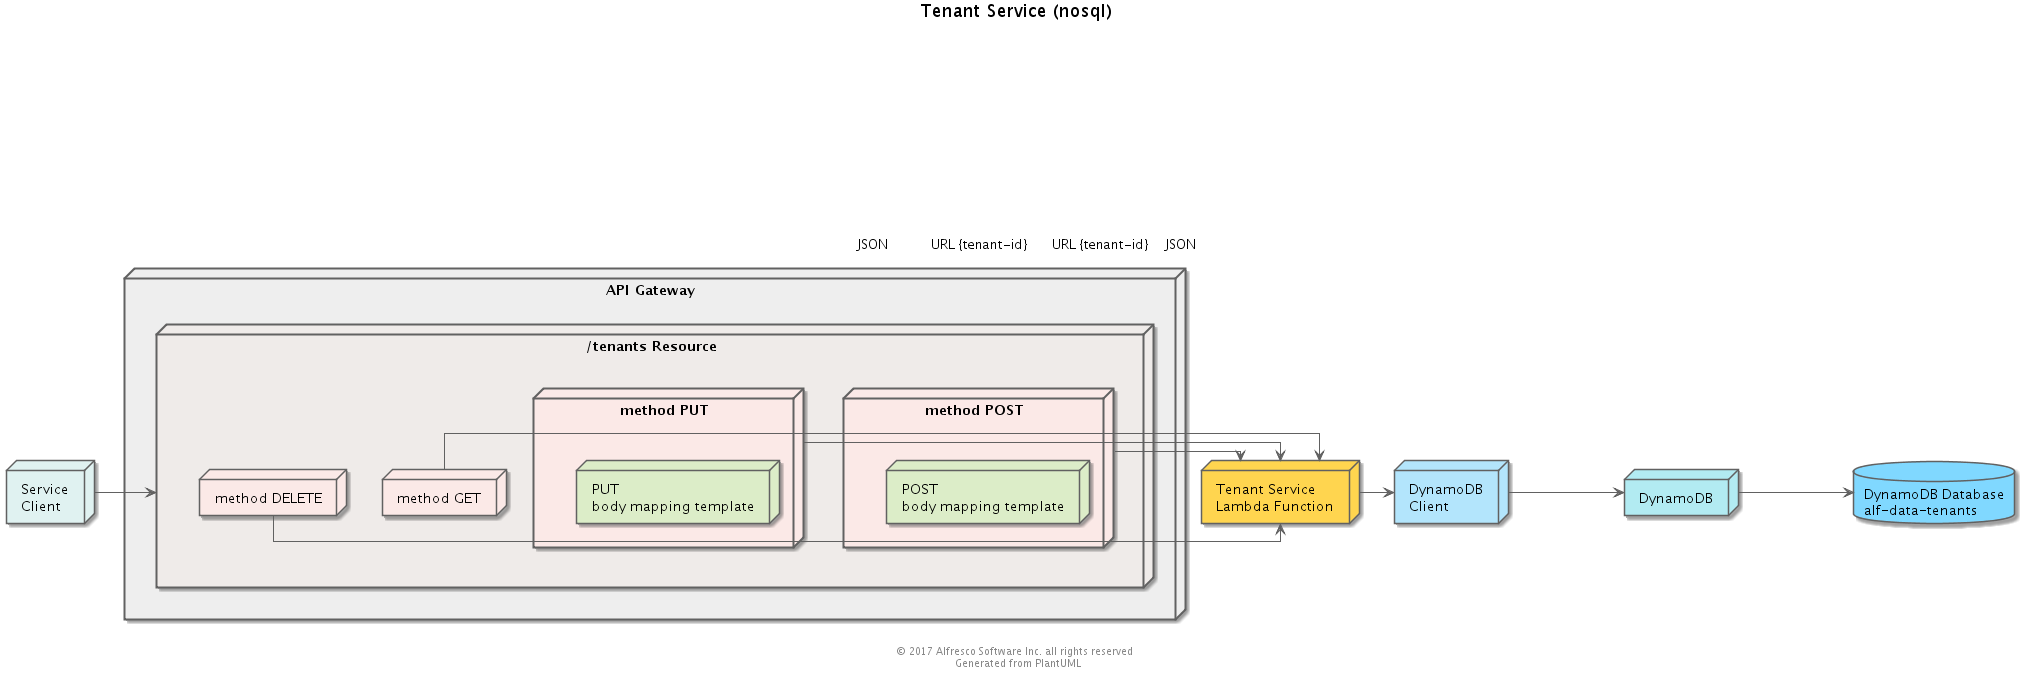 Tenant Service (nosql)
JSON
URL {tenant-id}
URL {tenant-id}
JSON
API Gateway
/tenants Resource
method PUT
method POST
Service
Client
method DELETE
method GET
PUT
body mapping template
POST
body mapping template
Tenant Service
Lambda Function
DynamoDB
Client
DynamoDB
DynamoDB Database
alf-data-tenants
© 2017 Alfresco Software Inc. all rights reserved
Generated from PlantUML